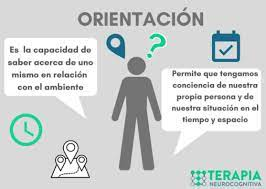 ORIENTACIÓN
Es la capacidad de
saber acerca de uno
mismo en relación
con el ambiente
?
Permite que tengamos
conciencia de nuestra
propia persona y de
nuestra situación en el
tiempo y espacio
TERAPIA
NEUROCOGNITIVA